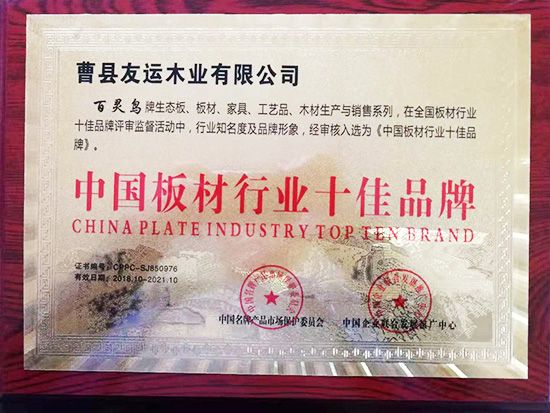 曹县友运木业有限公司
百灵鸟牌生态板、板材、家具、工艺品、木材生产与销售系列，在全国板材行业
十佳品牌评审监督活动中，行业知名度及品牌形象，经审核入选为《中国板材行业十佳品
牌》。
中国板材行业十佳品牌
CHINA PLATE INDUSTRY TOP TEN BRAND
证书编号：CPPC-SJ850976
有效日期：2018.10-2021.10
中国名牌产品市场保护委员会
中国企业联合发展推广中心